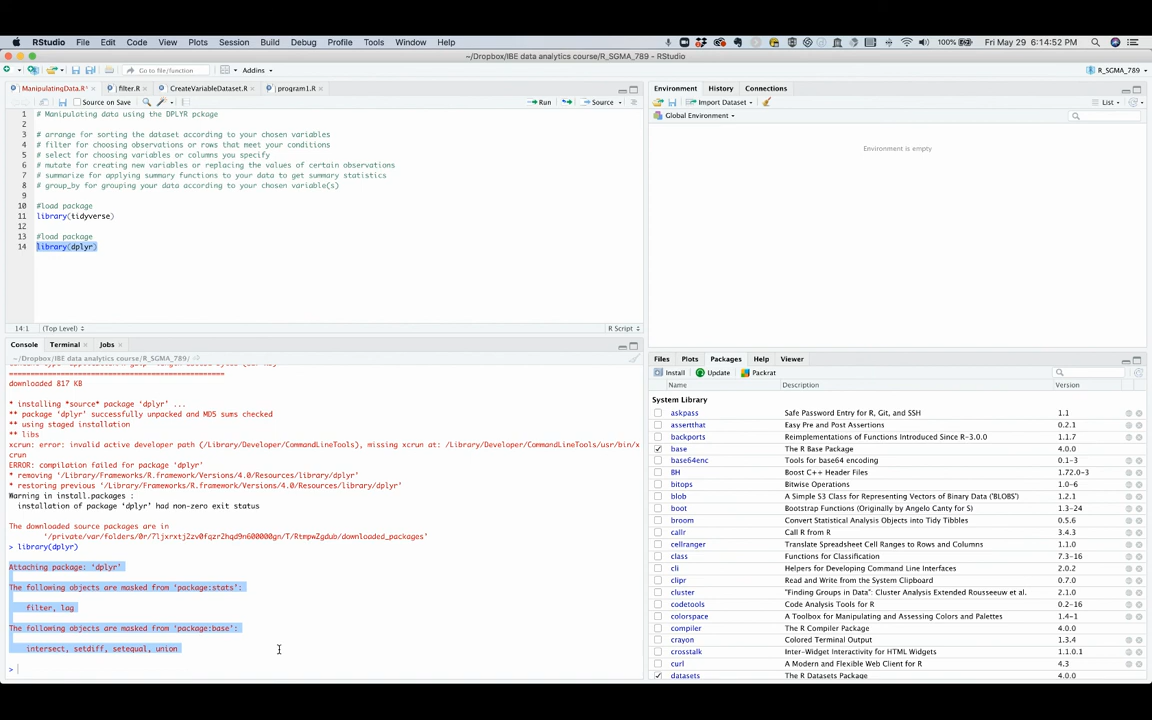 RStudio File Edit Code View Plots Session Build Debug Profile Tools Window Help 100% Fri May 29 6:14:52 PM
~/Dropbox/IBE data analytics course/R_SGMA_789 - RStudio
Go to file/function Addins R_SGMA_789
ManipulatingData.R* filter.R CreateVariableDataset.R program1.R
Source on Save Run Source
1 # Manipulating data using the DPLYR pckage
2
3 # arrange for sorting the dataset according to your chosen variables
4 # filter for choosing observations or rows that meet your conditions
5 # select for choosing variables or columns you specify
6 # mutate for creating new variables or replacing the values of certain observations
7 # summarize for applying summary functions to your data to get summary statistics
8 # group_by for grouping your data according to your chosen variable(s)
9
10 #load package
11 library(tidyverse)
12
13 #load package
14 library(dplyr)
14:1 (Top Level) R Script
Console Terminal Jobs
~/Dropbox/IBE data analytics course/R_SGMA_789/
==================================================
downloaded 817 KB
* installing *source* package 'dplyr' ...
** package 'dplyr' successfully unpacked and MD5 sums checked
** using staged installation
** libs
xcrun: error: invalid active developer path (/Library/Developer/CommandLineTools), missing xcrun at: /Library/Developer/CommandLineTools/usr/bin/x
crun
ERROR: compilation failed for package 'dplyr'
* removing '/Library/Frameworks/R.framework/Versions/4.0/Resources/library/dplyr'
* restoring previous '/Library/Frameworks/R.framework/Versions/4.0/Resources/library/dplyr'
Warning in install.packages :
installation of package 'dplyr' had non-zero exit status
The downloaded source packages are in
> library(dplyr)
Attaching package: 'dplyr'
The following objects are masked from 'package:stats':
filter, lag
The following objects are masked from 'package:base':
intersect, setdiff, setequal, union
>
Environment History Connections
Import Dataset List
Global Environment
Environment is empty
Files Plots Packages Help Viewer
Install Update Packrat
Name Description Version
System Library
askpass Safe Password Entry for R, Git, and SSH 1.1
assertthat Easy Pre and Post Assertions 0.2.1
backports Reimplementations of Functions Introduced Since R-3.0.0 1.1.7
base The R Base Package 4.0.0
base64enc Tools for base64 encoding 0.1-3
BH Boost C++ Header Files 1.72.0-3
bitops Bitwise Operations 1.0-6
blob A Simple S3 Class for Representing Vectors of Binary Data ('BLOBS') 1.2.1
boot Bootstrap Functions (Originally by Angelo Canty for S) 1.3-24
broom Convert Statistical Analysis Objects into Tidy Tibbles 0.5.6
callr Call R from R 3.4.3
cellranger Translate Spreadsheet Cell Ranges to Rows and Columns 1.1.0
class Functions for Classification 7.3-16
cli Helpers for Developing Command Line Interfaces 2.0.2
clipr Read and Write from the System Clipboard 0.7.0
cluster "Finding Groups in Data": Cluster Analysis Extended Rousseeuw et al. 2.1.0
codetools Code Analysis Tools for R 0.2-16
colorspace A Toolbox for Manipulating and Assessing Colors and Palettes 1.4-1
compiler The R Compiler Package 4.0.0
crayon Colored Terminal Output 1.3.4
crosstalk Inter-Widget Interactivity for HTML Widgets 1.1.0.1
curl A Modern and Flexible Web Client for R 4.3
datasets The R Datasets Package 4.0.0